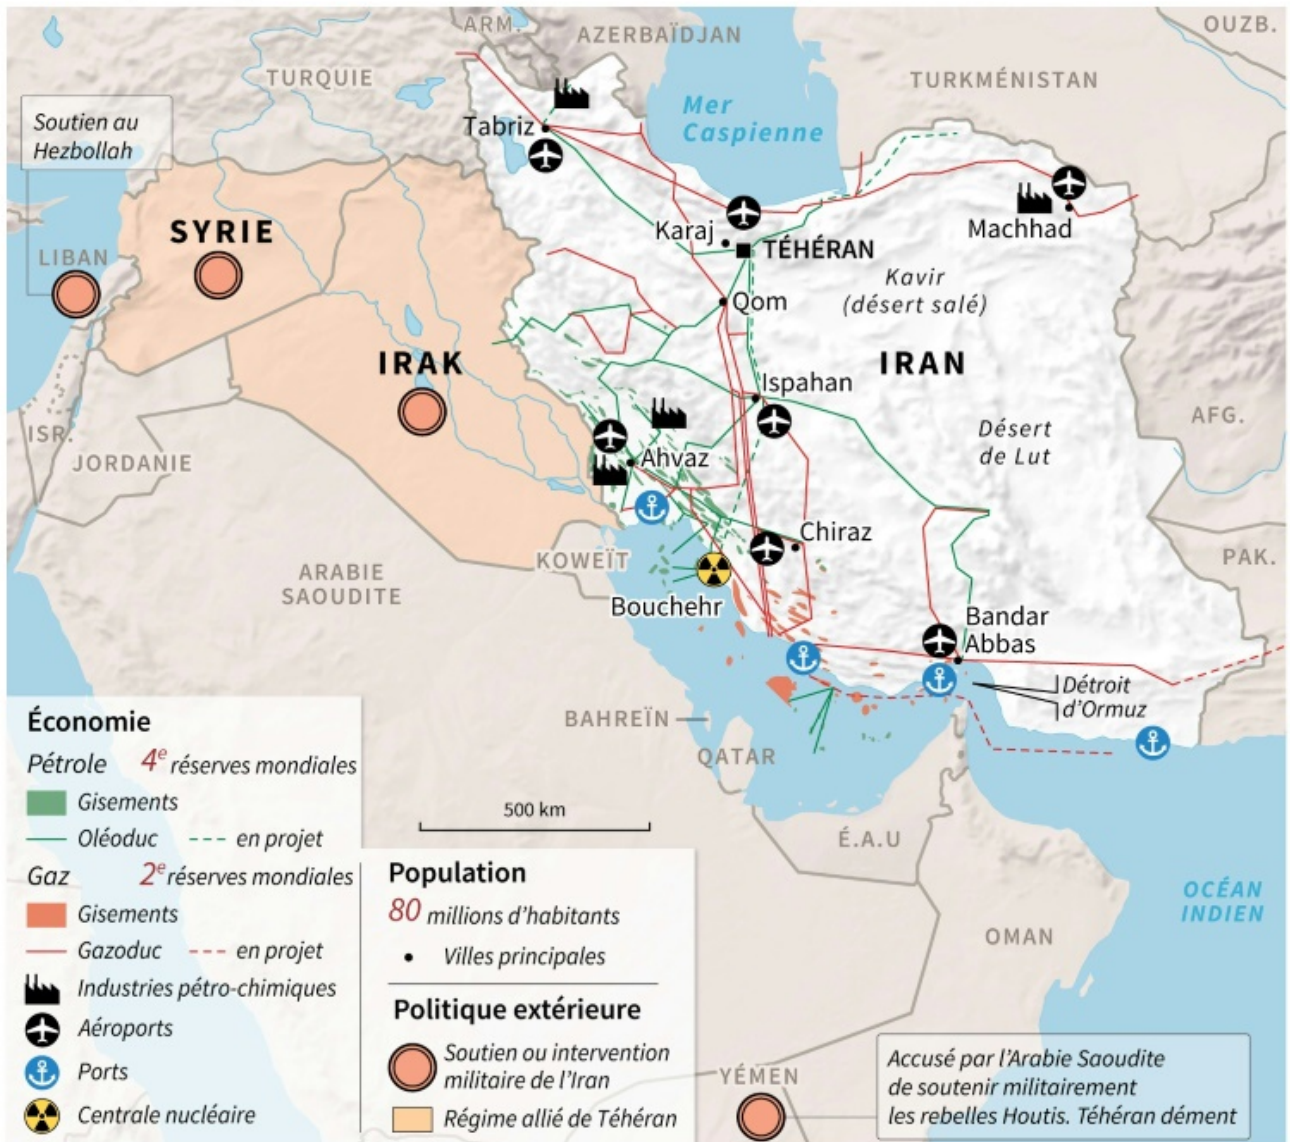 ARM.
AZERBAÏDJAN
OUZB.
TURQUIE
TURKMÉNISTAN
Soutien au
Hezbollah
Mer
Caspienne
Tabriz
SYRIE
Karaj
TÉHÉRAN
Machhad
LIBAN
Kavir
(désert salé)
Qom
IRAK
IRAN
Ispahan
ISR.
JORDANIE
AFG.
Désert
de Lut
Ahvaz
Chiraz
KOWEÏT
PAK.
ARABIE
SAOUDITE
Bouchehr
Bandar
Abbas
Détroit
d'Ormuz
BAHREÏN
QATAR
500 km
É.A.U
OCÉAN
INDIEN
OMAN
YÉMEN
Accusé par l'Arabie Saoudite
de soutenir militairement
les rebelles Houtis. Téhéran dément
Économie
Pétrole 4e réserves mondiales
Gisements
Oléoduc en projet
Gaz 2e réserves mondiales
Gisements
Gazoduc en projet
Industries pétro-chimiques
Aéroports
Ports
Centrale nucléaire
Population
80 millions d'habitants
Villes principales
Politique extérieure
Soutien ou intervention
militaire de l'Iran
Régime allié de Téhéran